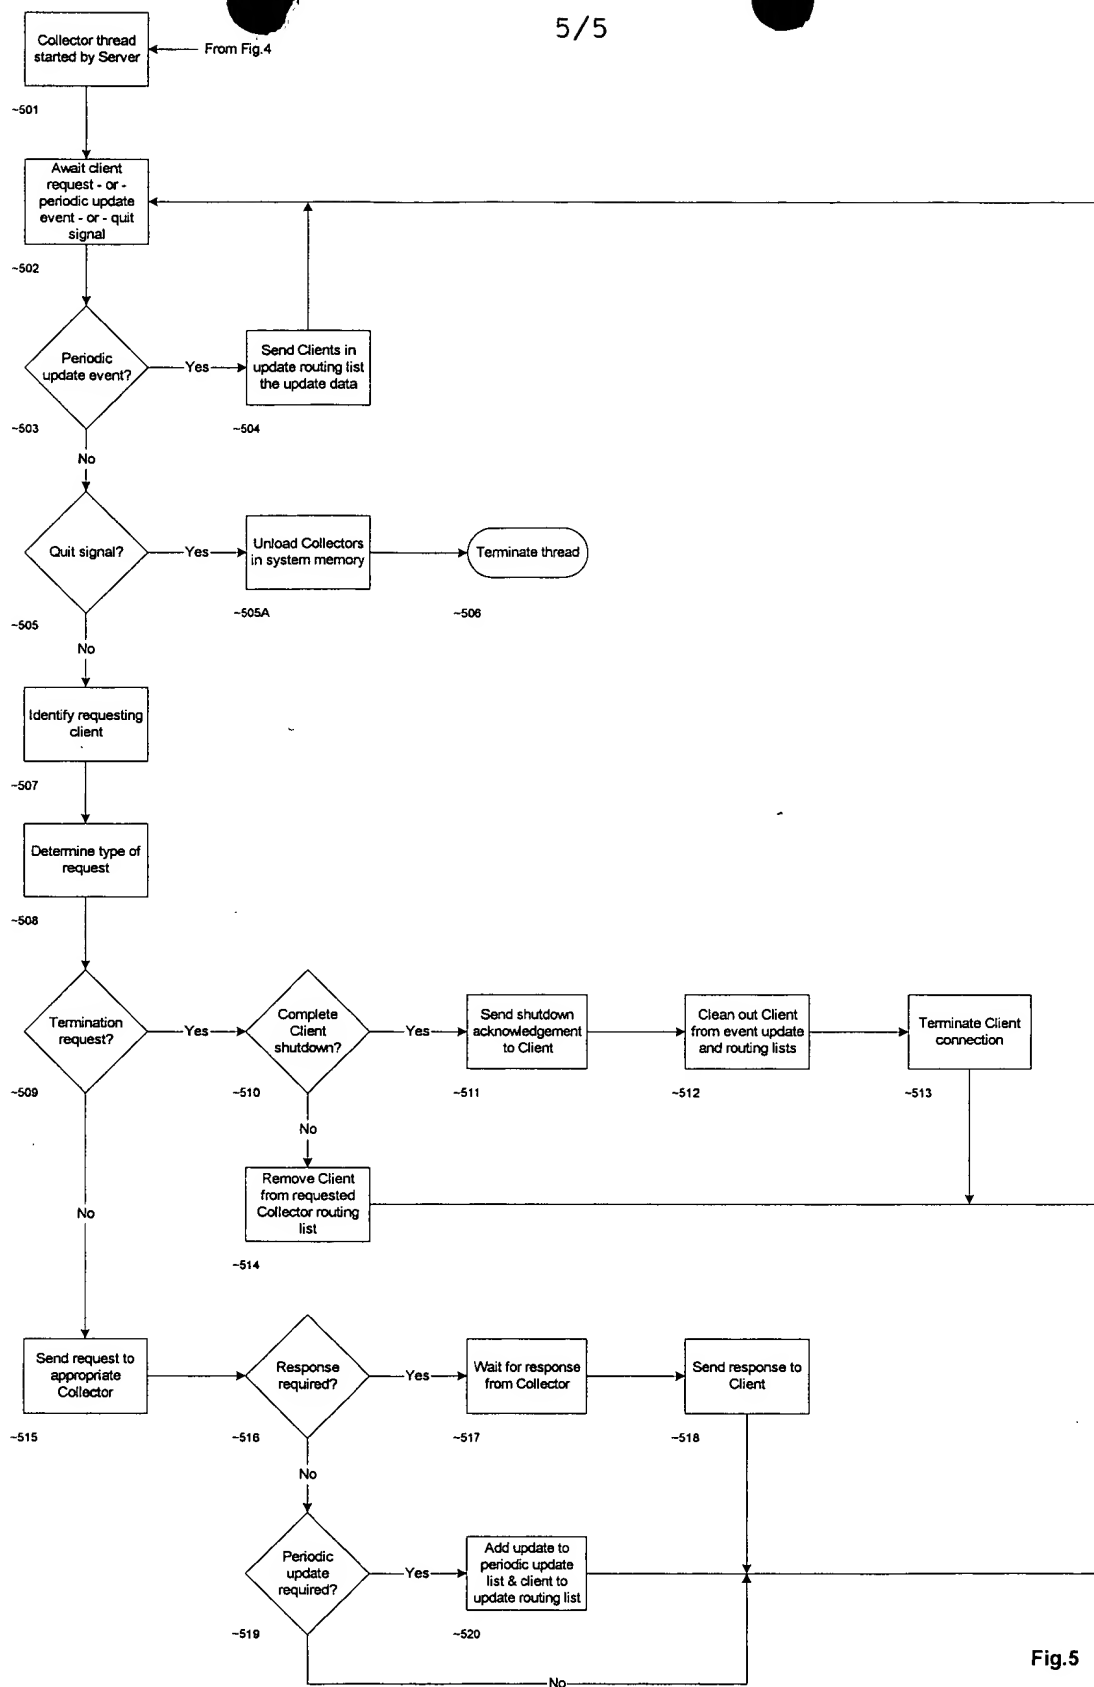 5/5
Collector thread
started by Server
From Fig.4
~501
Await client
request - or -
periodic update
event - or - quit
signal
~502
Periodic
update event?
Yes
Send Clients in
update routing list
the update data
~503
~504
No
Quit signal?
Yes
Unload Collectors
in system memory
Terminate thread
~505
~505A
~506
No
Identify requesting
client
~507
Determine type of
request
~508
Termination
request?
Yes
Complete
Client
shutdown?
Yes
Send shutdown
acknowledgement
to Client
Clean out Client
from event update
and routing lists
Terminate Client
connection
~509
~510
~511
~512
~513
No
Remove Client
from requested
Collector routing
list
No
~514
Send request to
appropriate
Collector
Response
required?
Yes
Wait for response
from Collector
Send response to
Client
~515
~516
~517
~518
No
Periodic
update
required?
Yes
Add update to
periodic update
list & client to
update routing list
~519
~520
No
Fig.5